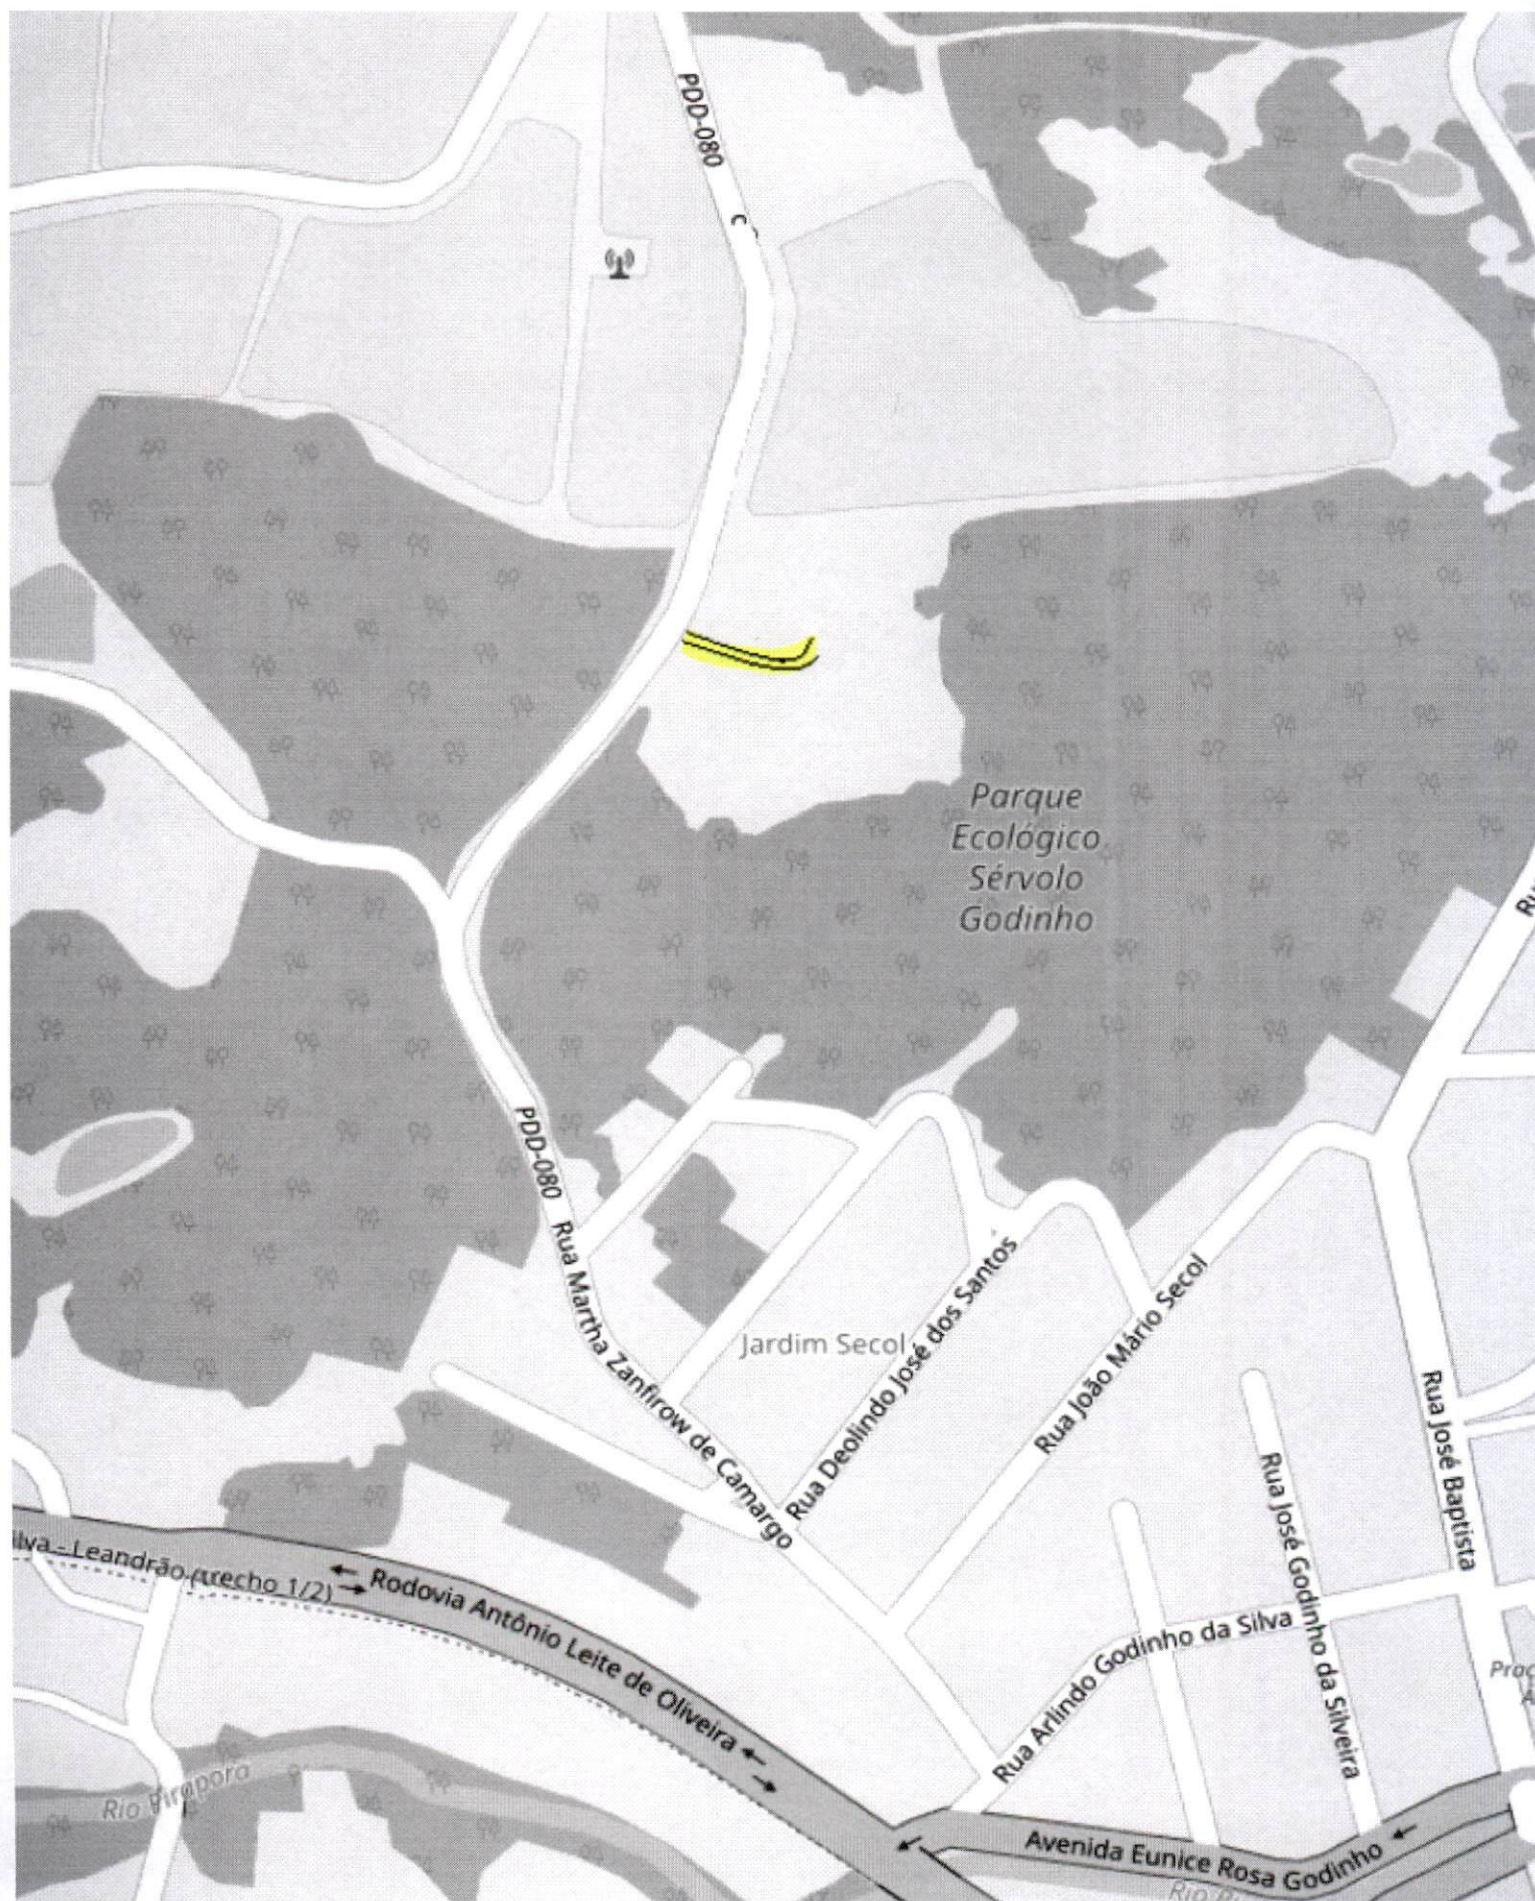 PDD-080
Parque
Ecológico
Sérvolo
Godinho
PDD-080
Rua Martha Zanfirow de Camargo
Jardim Secol
Rua Deolindo José dos Santos
Rua João Mário Secol
Rua José Baptista
Rua José Godinho da Silveira
Rua Arlindo Godinho da Silva
ilva - Leandrão (trecho 1/2)
Rodovia Antônio Leite de Oliveira
Rio Pirapora
Avenida Eunice Rosa Godinho